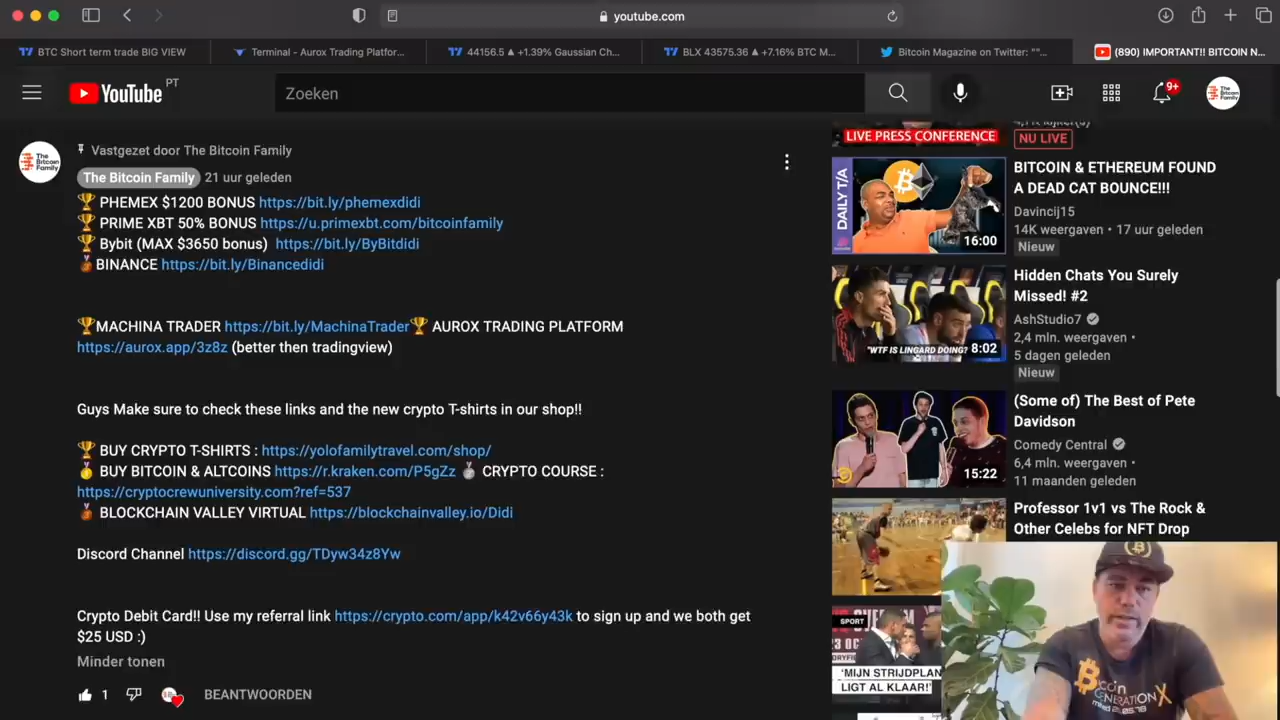 youtube.com
BTC Short term trade BIG VIEW
Terminal - Aurox Trading Platfor...
44156.5 ▲ +1.39% Gaussian Ch...
BLX 43575.36 ▲ +7.16% BTC M...
Bitcoin Magazine on Twitter: ""...
(890) IMPORTANT!! BITCOIN N...
YouTube PT
Zoeken
9+
The Bitcoin Family
The Bitcoin Family
Vastgezet door The Bitcoin Family
The Bitcoin Family 21 uur geleden
🏆 PHEMEX $1200 BONUS https://bit.ly/phemexdidi
🏆 PRIME XBT 50% BONUS https://u.primexbt.com/bitcoinfamily
🏆 Bybit (MAX $3650 bonus) https://bit.ly/ByBitdidi
🥉BINANCE https://bit.ly/Binancedidi
🏆MACHINA TRADER https://bit.ly/MachinaTrader🏆 AUROX TRADING PLATFORM
https://aurox.app/3z8z (better then tradingview)
Guys Make sure to check these links and the new crypto T-shirts in our shop!!
🏆 BUY CRYPTO T-SHIRTS : https://yolofamilytravel.com/shop/
🥇 BUY BITCOIN & ALTCOINS https://r.kraken.com/P5gZz 🥈 CRYPTO COURSE :
https://cryptocrewuniversity.com?ref=537
🥉 BLOCKCHAIN VALLEY VIRTUAL https://blockchainvalley.io/Didi
Discord Channel https://discord.gg/TDyw34z8Yw
Crypto Debit Card!! Use my referral link https://crypto.com/app/k42v66y43k to sign up and we both get
$25 USD :)
Minder tonen
1
BEANTWOORDEN
LIVE PRESS CONFERENCE
NU LIVE
DAILY T/A
16:00
BITCOIN & ETHEREUM FOUND
A DEAD CAT BOUNCE!!!
Davincij15
14K weergaven • 17 uur geleden
Nieuw
"WTF IS LINGARD DOING?
8:02
Hidden Chats You Surely
Missed! #2
AshStudio7
2,4 mln. weergaven •
5 dagen geleden
Nieuw
15:22
(Some of) The Best of Pete
Davidson
Comedy Central
6,4 mln. weergaven •
11 maanden geleden
Professor 1v1 vs The Rock &
Other Celebs for NFT Drop
SPORT
'MIJN STRIJDPLAN
LIGT AL KLAAR!'
Bitcoin
GENERATION X